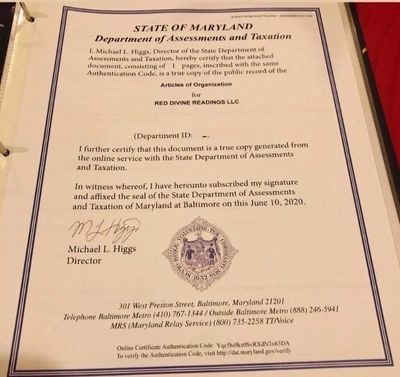 STATE OF MARYLAND
Department of Assessments and Taxation
I, Michael L. Higgs, Director of the State Department of
Assessments and Taxation, hereby certify that the attached
document, consisting of 1 pages, inscribed with the same
Authentication Code, is a true copy of the public record of the
Articles of Organization
for
RED DIVINE READINGS LLC
(Department ID:
I further certify that this document is a true copy generated from
the online service with the State Department of Assessments
and Taxation.
In witness whereof, I have hereunto subscribed my signature
and affixed the seal of the State Department of Assessments
and Taxation of Maryland at Baltimore on this June 10, 2020.
Michael L. Higgs
Director
301 West Preston Street, Baltimore, Maryland 21201
Telephone Baltimore Metro (410) 767-1344 / Outside Baltimore Metro (888) 246-5941
MRS (Maryland Relay Service) (800) 735-2258 TT/Voice
Online Certificate Authentication Code:
To verify the Authentication Code, visit http://dat.maryland.gov/verify